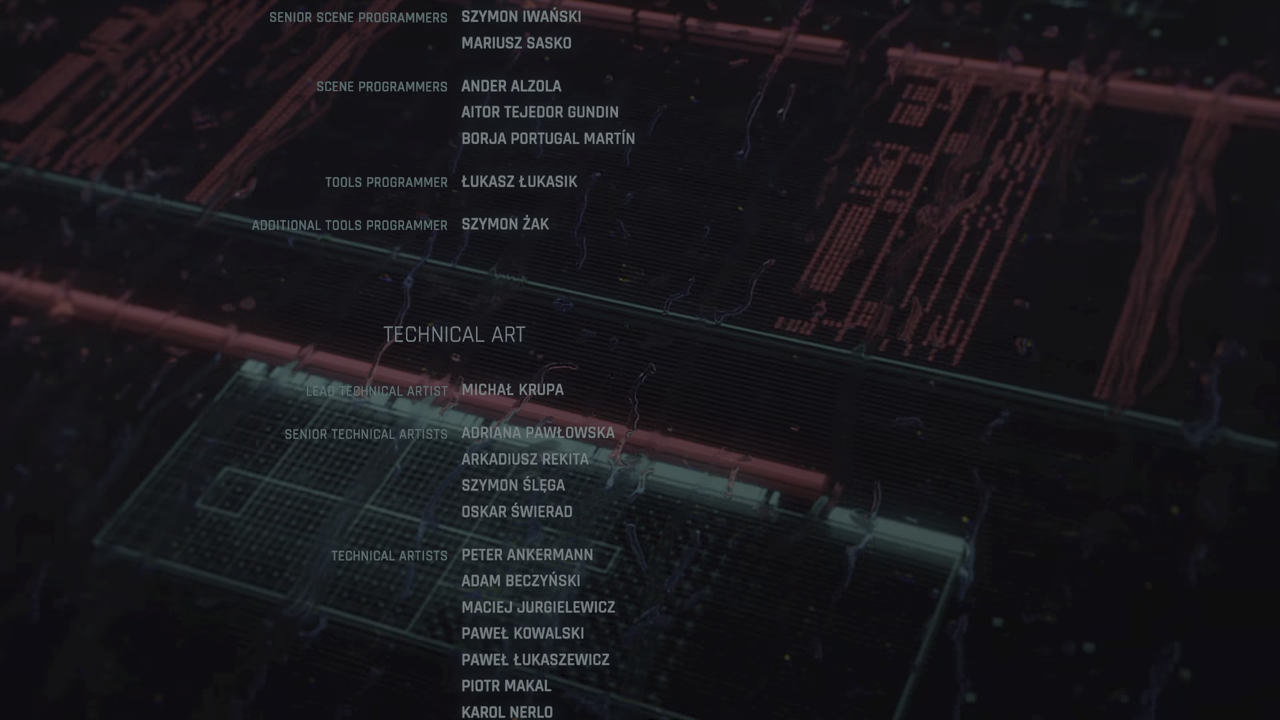 SENIOR SCENE PROGRAMMERS SZYMON IWAŃSKI
MARIUSZ SASKO
SCENE PROGRAMMERS ANDER ALZOLA
AITOR TEJEDOR GUNDIN
BORJA PORTUGAL MARTÍN
TOOLS PROGRAMMER ŁUKASZ ŁUKASIK
ADDITIONAL TOOLS PROGRAMMER SZYMON ŻAK
TECHNICAL ART
LEAD TECHNICAL ARTIST MICHAŁ KRUPA
SENIOR TECHNICAL ARTISTS ADRIANA PAWŁOWSKA
ARKADIUSZ REKITA
SZYMON ŚLĘGA
OSKAR ŚWIERAD
TECHNICAL ARTISTS PETER ANKERMANN
ADAM BECZYŃSKI
MACIEJ JURGIELEWICZ
PAWEŁ KOWALSKI
PAWEŁ ŁUKASZEWICZ
PIOTR MAKAL
KAROL NERLO